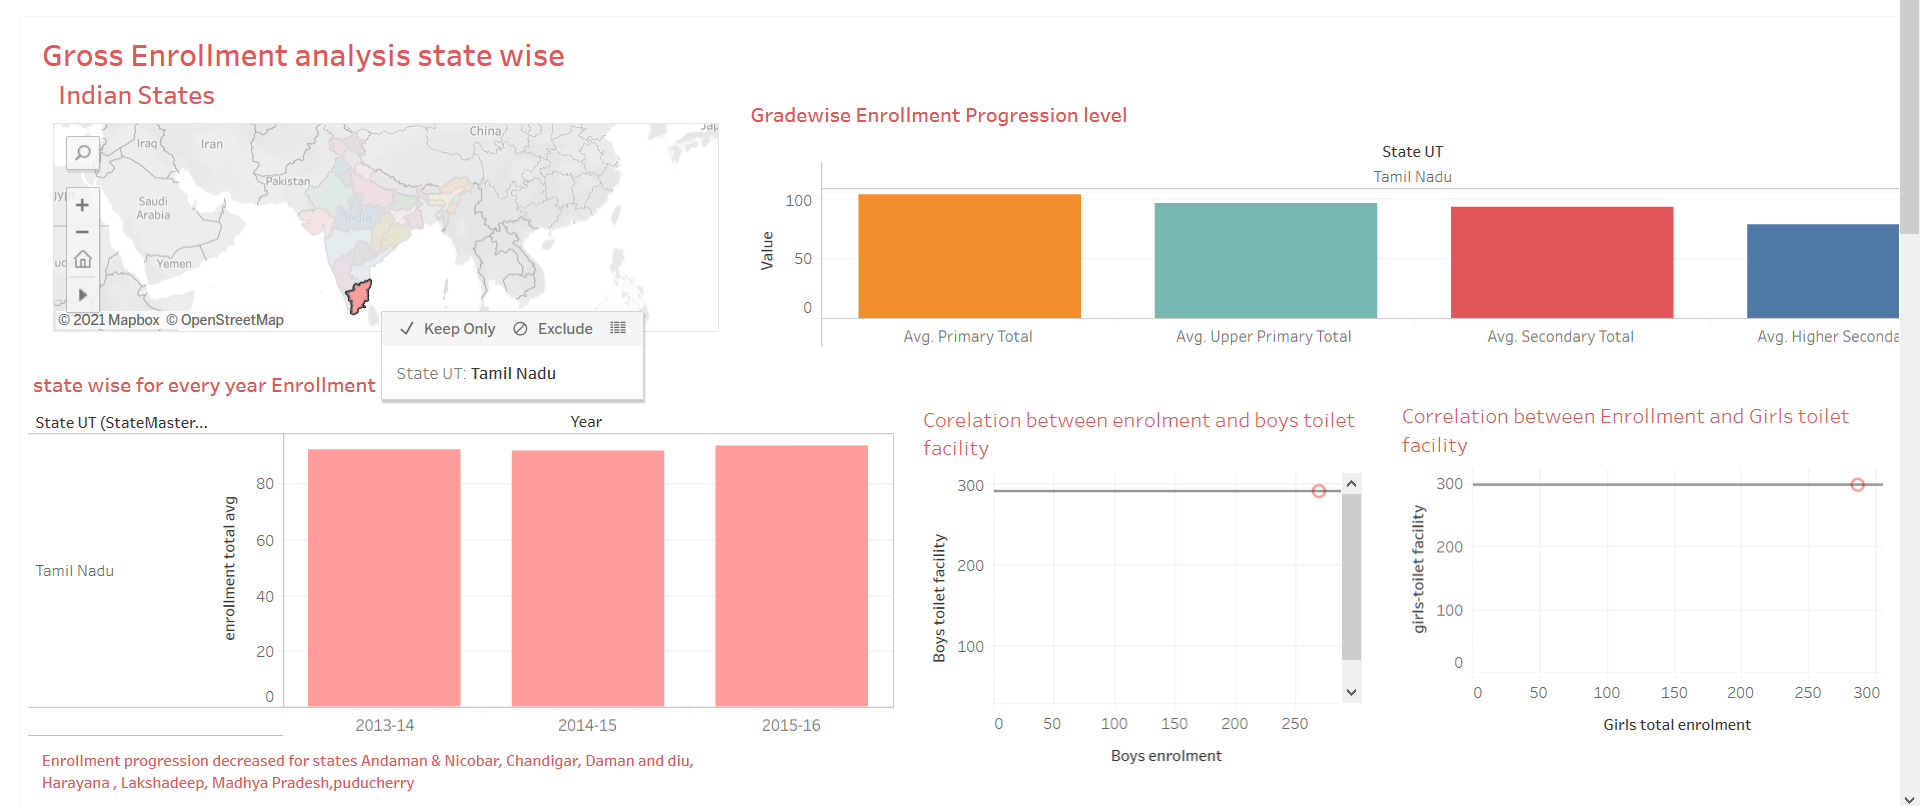 Gross Enrollment analysis state wise
Indian States
China
Iraq
Iran
Pakistan
Saudi
Arabia
India
Yemen
© 2021 Mapbox © OpenStreetMap
Keep Only Exclude
State UT: Tamil Nadu
Gradewise Enrollment Progression level
State UT
Tamil Nadu
Value
100
50
0
Avg. Primary Total
Avg. Upper Primary Total
Avg. Secondary Total
Avg. Higher Seconda
state wise for every year Enrollment
State UT (StateMaster...
Year
Tamil Nadu
enrollment total avg
80
60
40
20
0
2013-14
2014-15
2015-16
Enrollment progression decreased for states Andaman & Nicobar, Chandigar, Daman and diu,
Harayana , Lakshadeep, Madhya Pradesh,puducherry
Corelation between enrolment and boys toilet
facility
Boys toilet facility
300
200
100
0 50 100 150 200 250
Boys enrolment
Correlation between Enrollment and Girls toilet
facility
girls-toilet facility
300
200
100
0
0 50 100 150 200 250 300
Girls total enrolment